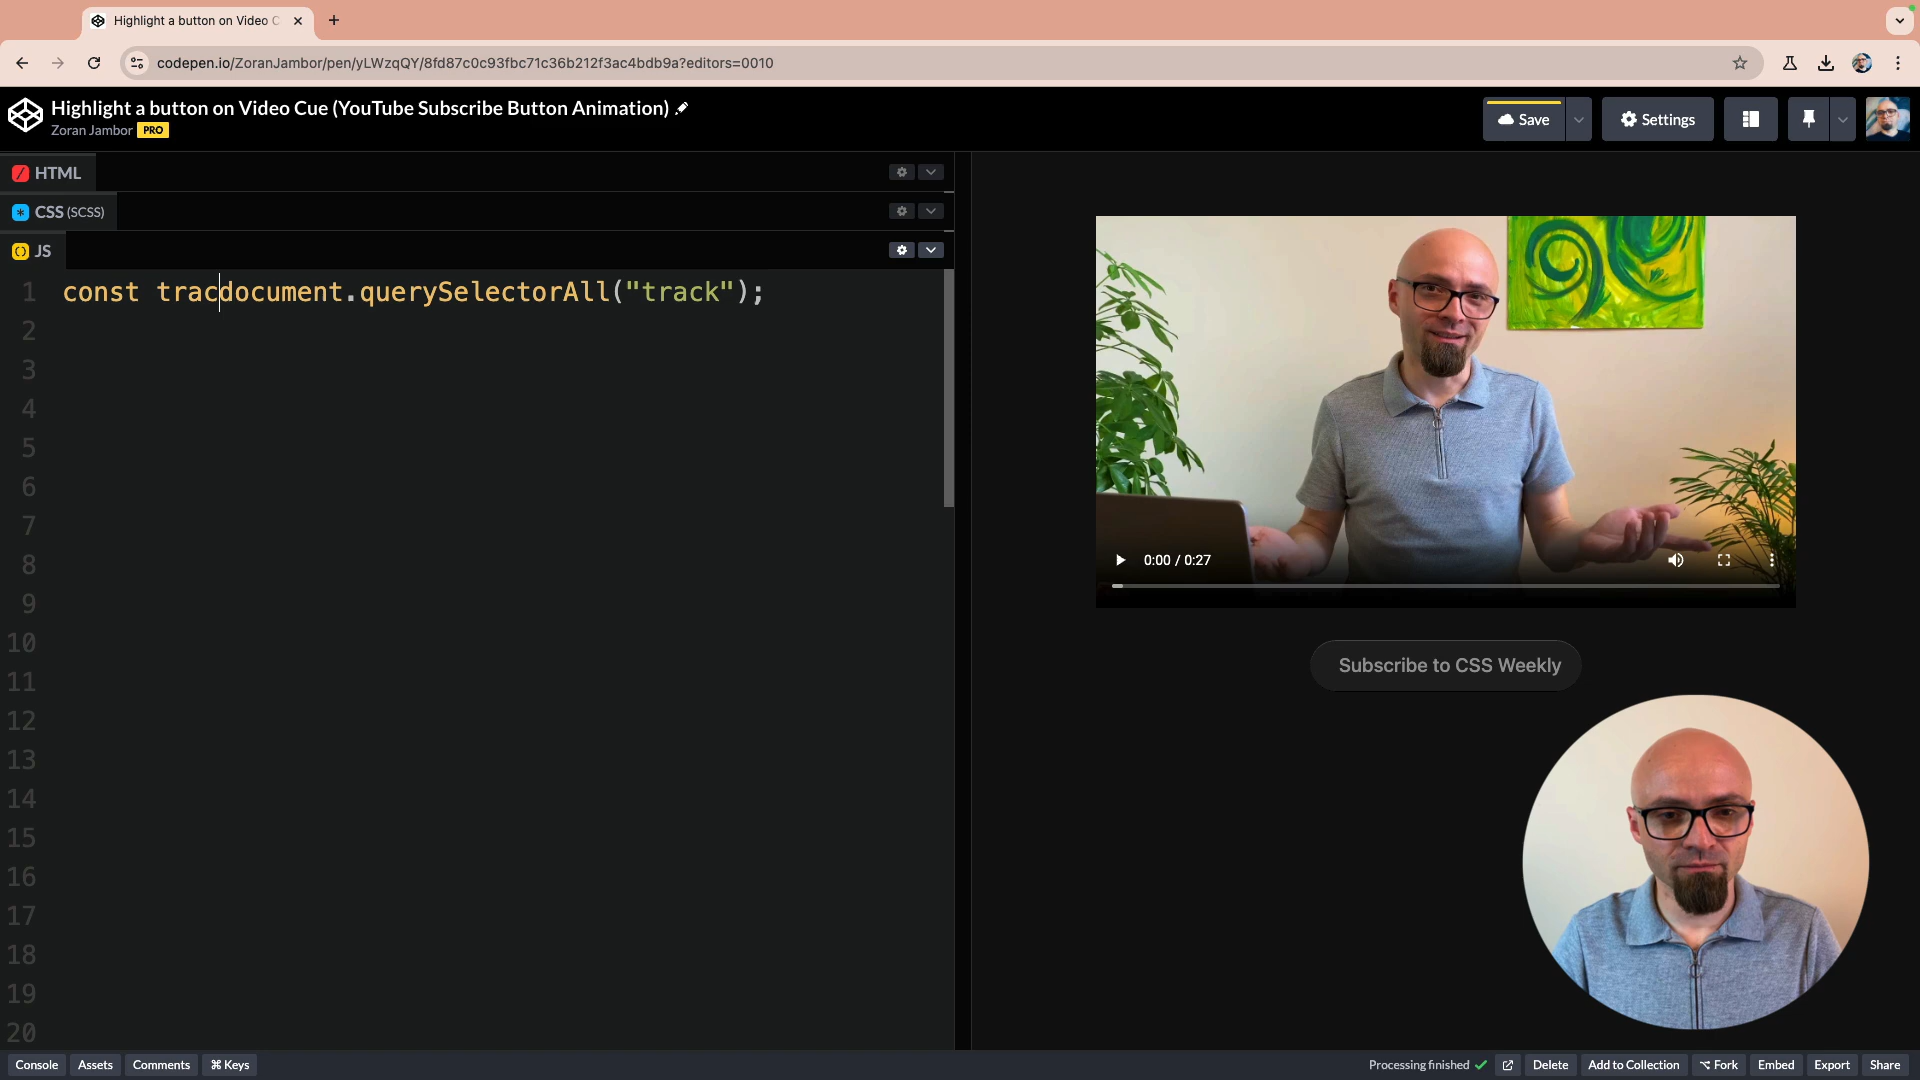 Highlight a button on Video C
codepen.io/ZoranJambor/pen/yLWzqQY/8fd87c0c93fbc71c36b212f3ac4bdb9a?editors=0010
Highlight a button on Video Cue (YouTube Subscribe Button Animation)
Zoran Jambor PRO
Save
Settings
HTML
CSS (SCSS)
JS
1 const tracdocument.querySelectorAll("track");
2
3
4
5
6
7
8
9
10
11
12
13
14
15
16
17
18
19
20
0:00 / 0:27
Subscribe to CSS Weekly
Console Assets Comments ⌘ Keys
Processing finished Delete Add to Collection ⌥ Fork Embed Export Share